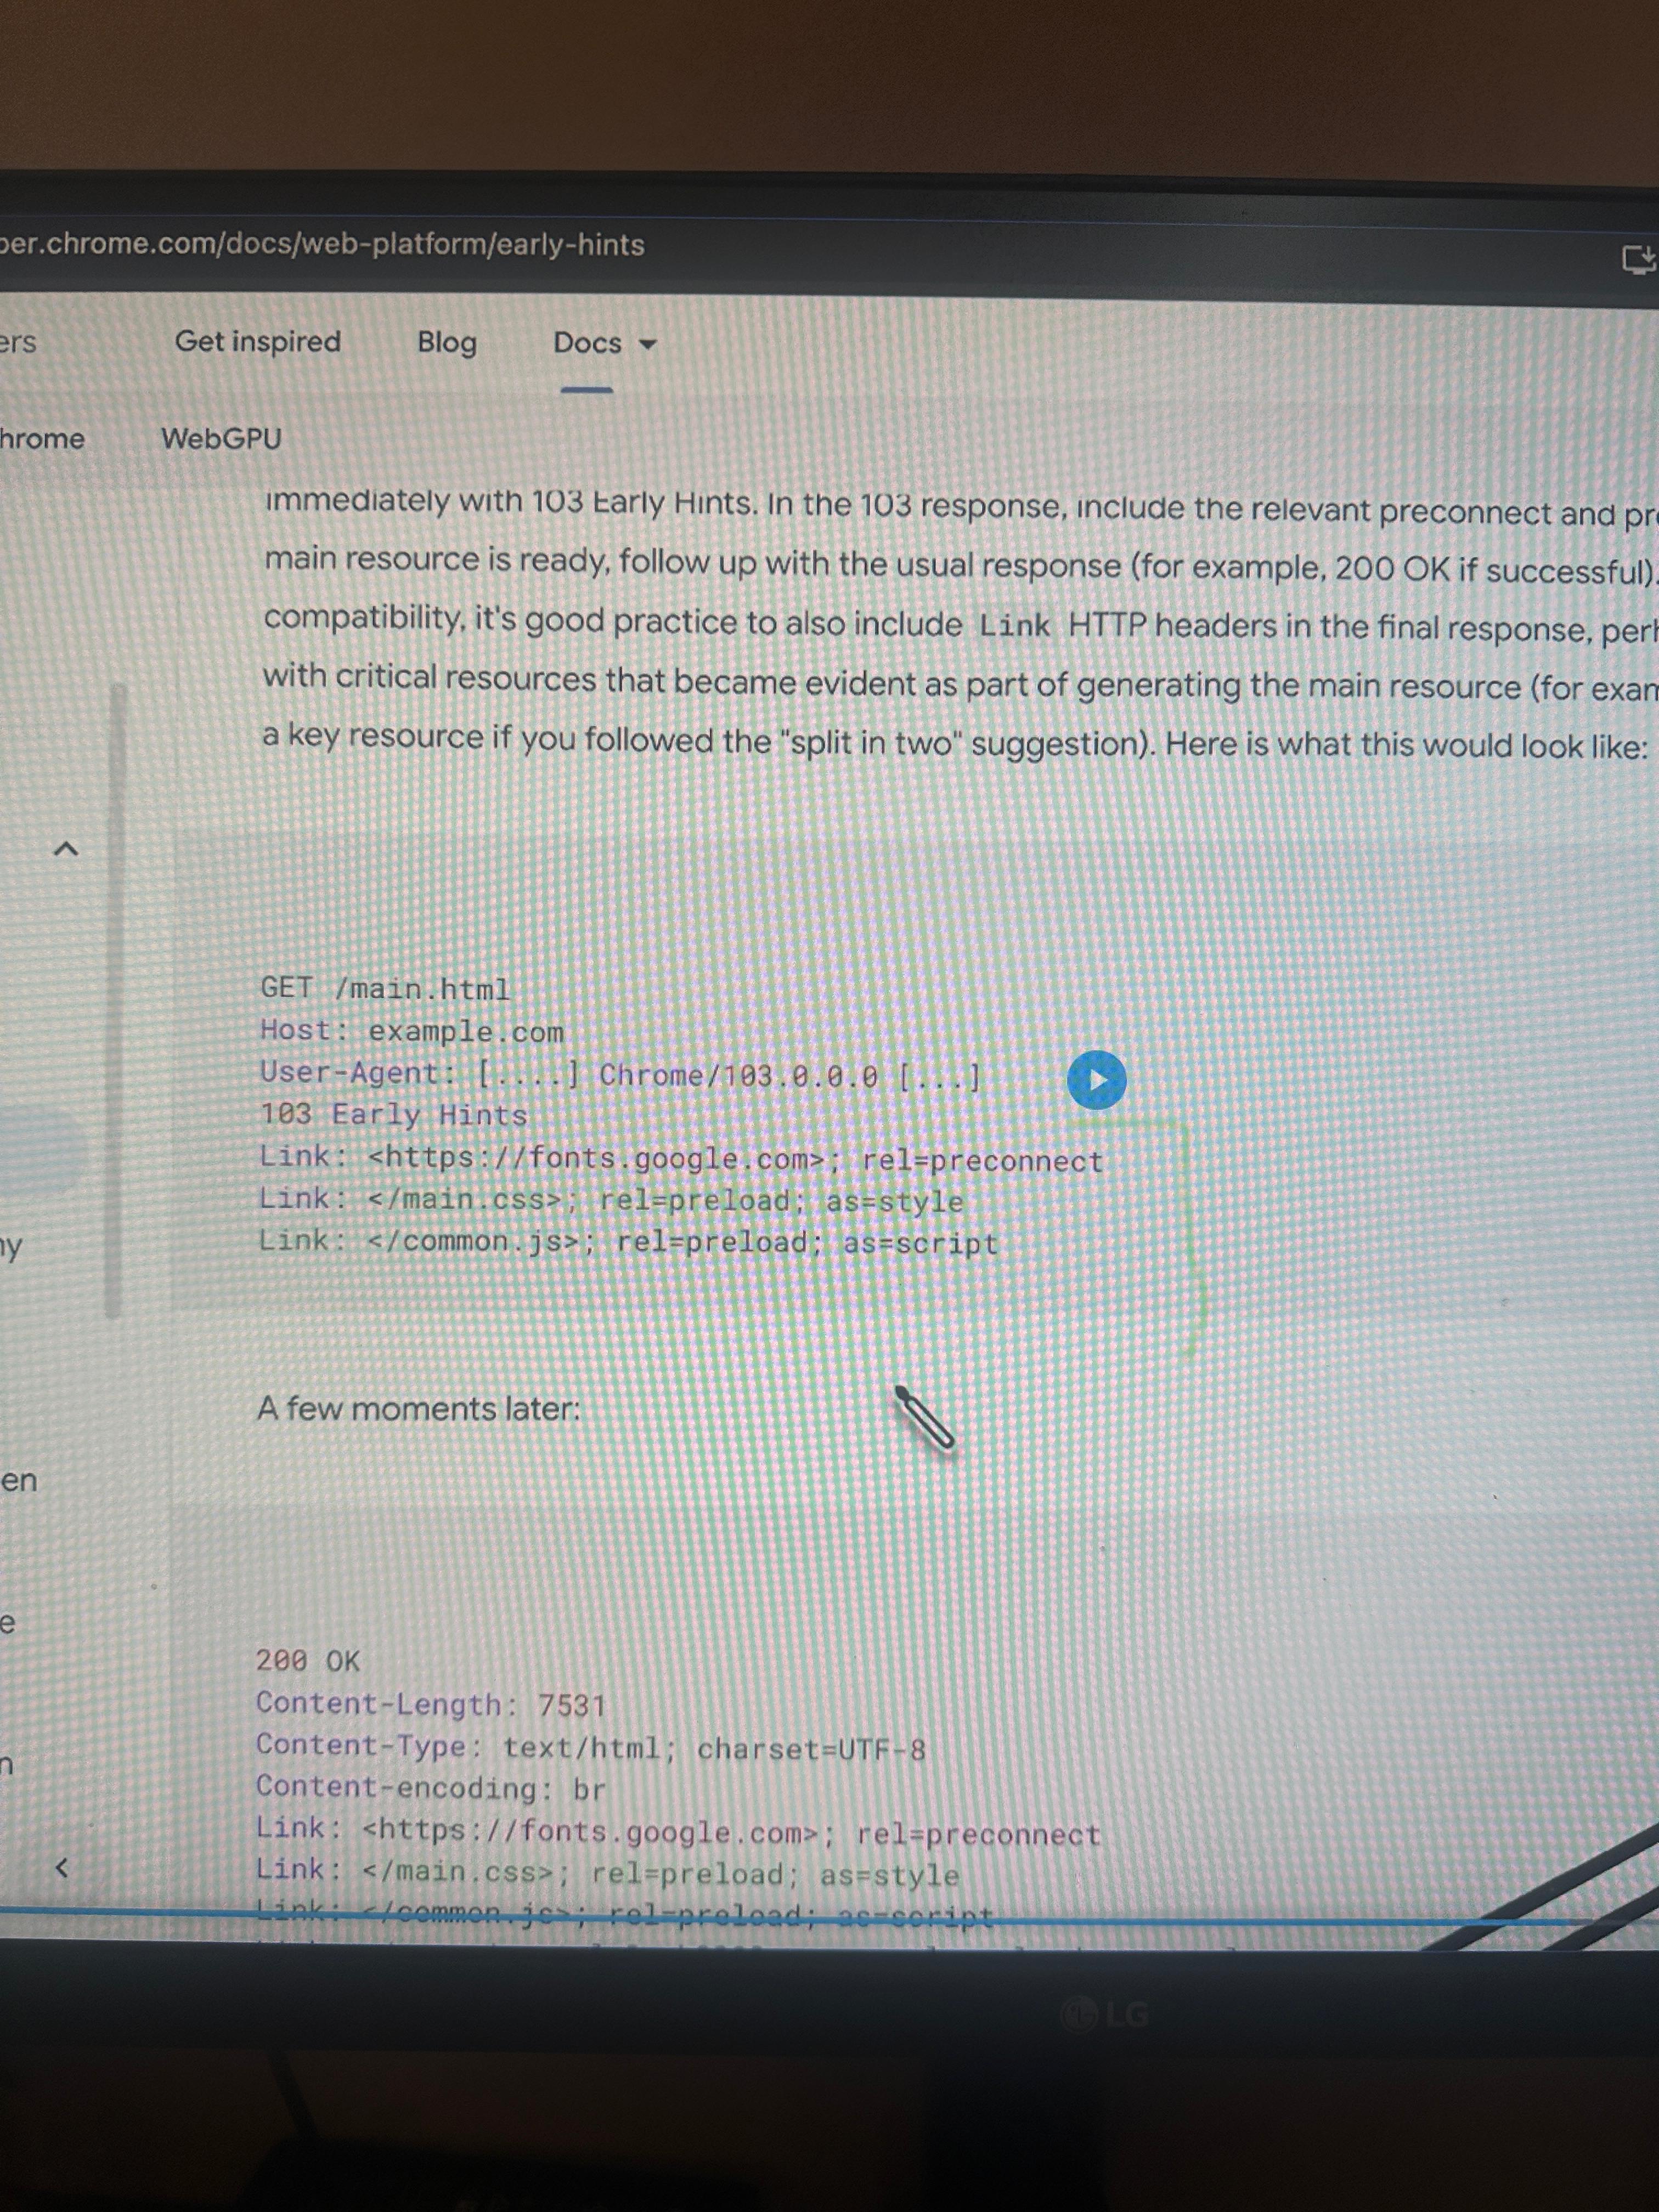 per.chrome.com/docs/web-platform/early-hints
ers Get inspired Blog Docs
hrome WebGPU
immediately with 103 Early Hints. In the 103 response, include the relevant preconnect and pr
main resource is ready, follow up with the usual response (for example, 200 OK if successful).
compatibility, it's good practice to also include Link HTTP headers in the final response, per
with critical resources that became evident as part of generating the main resource (for exam
a key resource if you followed the "split in two" suggestion). Here is what this would look like:
GET /main.html
Host: example.com
User-Agent: [....] Chrome/103.0.0.0 [...]
103 Early Hints
Link: <https://fonts.google.com>; rel=preconnect
Link: </main.css>; rel=preload; as=style
Link: </common.js>; rel=preload; as=script
ny
A few moments later:
en
e
200 OK
Content-Length: 7531
Content-Type: text/html; charset=UTF-8
n
Content-encoding: br
Link: <https://fonts.google.com>; rel=preconnect
Link: </main.css>; rel=preload; as=style
Link: </common.js>; rel=preload; as=script
LG